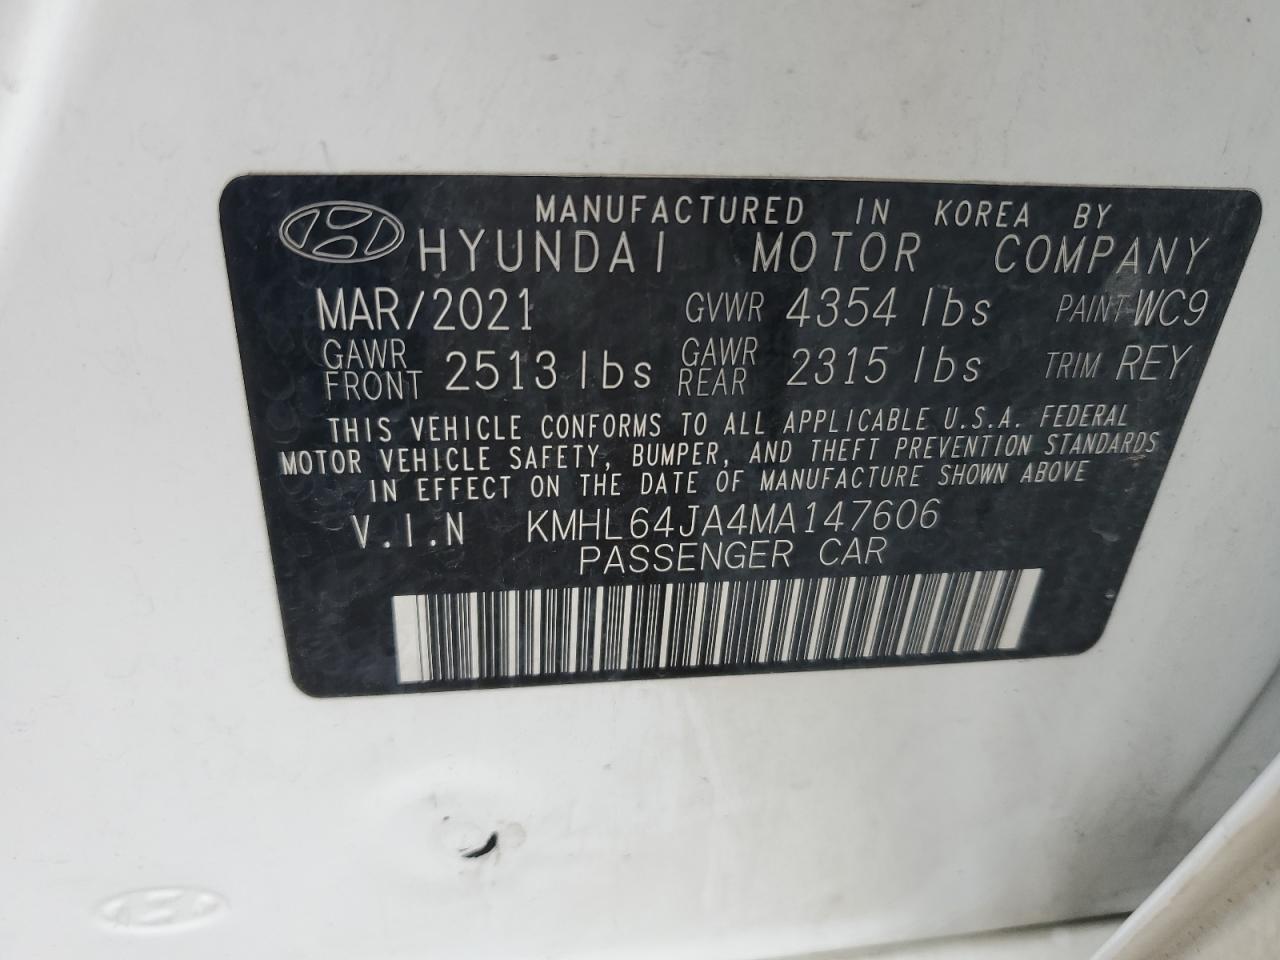 MANUFACTURED IN KOREA BY
HYUNDAI MOTOR COMPANY
MAR/2021 GVWR 4354 lbs PAINT WC9
GAWR FRONT 2513 lbs GAWR REAR 2315 lbs TRIM REY
THIS VEHICLE CONFORMS TO ALL APPLICABLE U.S.A. FEDERAL
MOTOR VEHICLE SAFETY, BUMPER, AND THEFT PREVENTION STANDARDS
IN EFFECT ON THE DATE OF MANUFACTURE SHOWN ABOVE
V.I.N KMHL64JA4MA147606
PASSENGER CAR